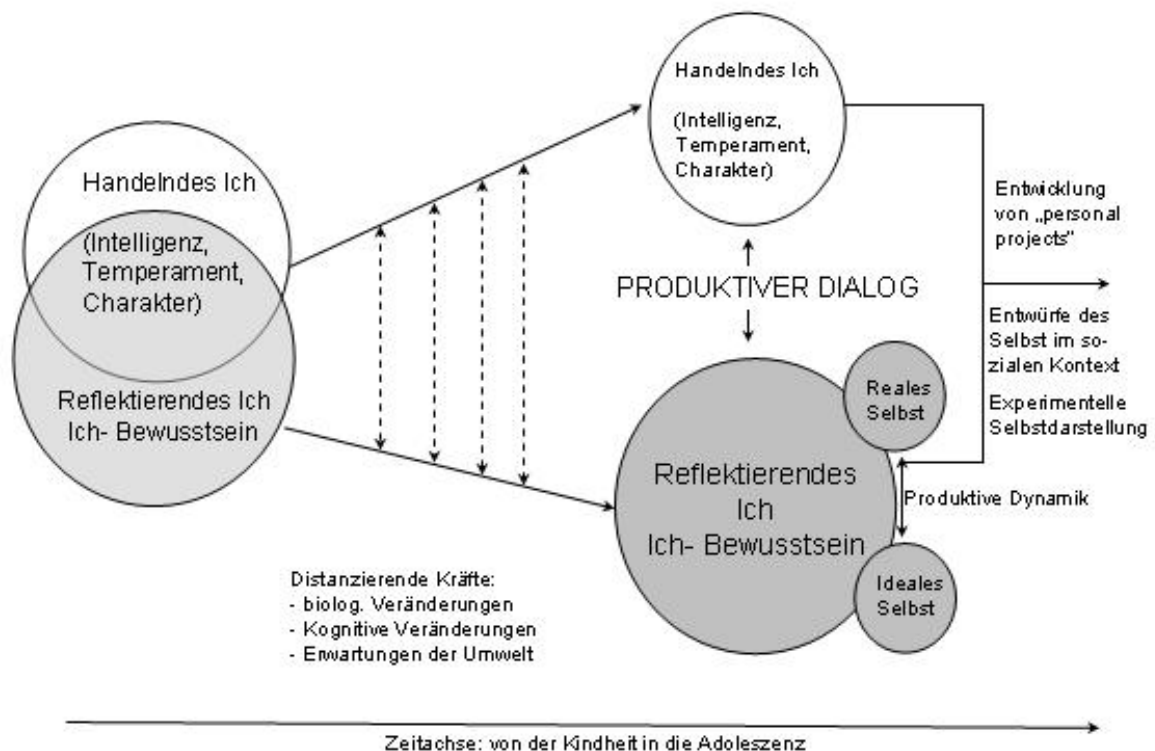 Handelndes Ich
(Intelligenz,
Temperament,
Charakter)
Reflektierendes Ich
Ich- Bewusstsein
Handelndes Ich
(Intelligenz,
Temperament,
Charakter)
PRODUKTIVER DIALOG
Reflektierendes
Ich
Ich- Bewusstsein
Reales
Selbst
Ideales
Selbst
Produktive Dynamik
Entwicklung
von „personal
projects“
Entwürfe des
Selbst im so-
zialen Kontext
Experimentelle
Selbstdarstellung
Distanzierende Kräfte:
- biolog. Veränderungen
- Kognitive Veränderungen
- Erwartungen der Umwelt
Zeitachse: von der Kindheit in die Adoleszenz